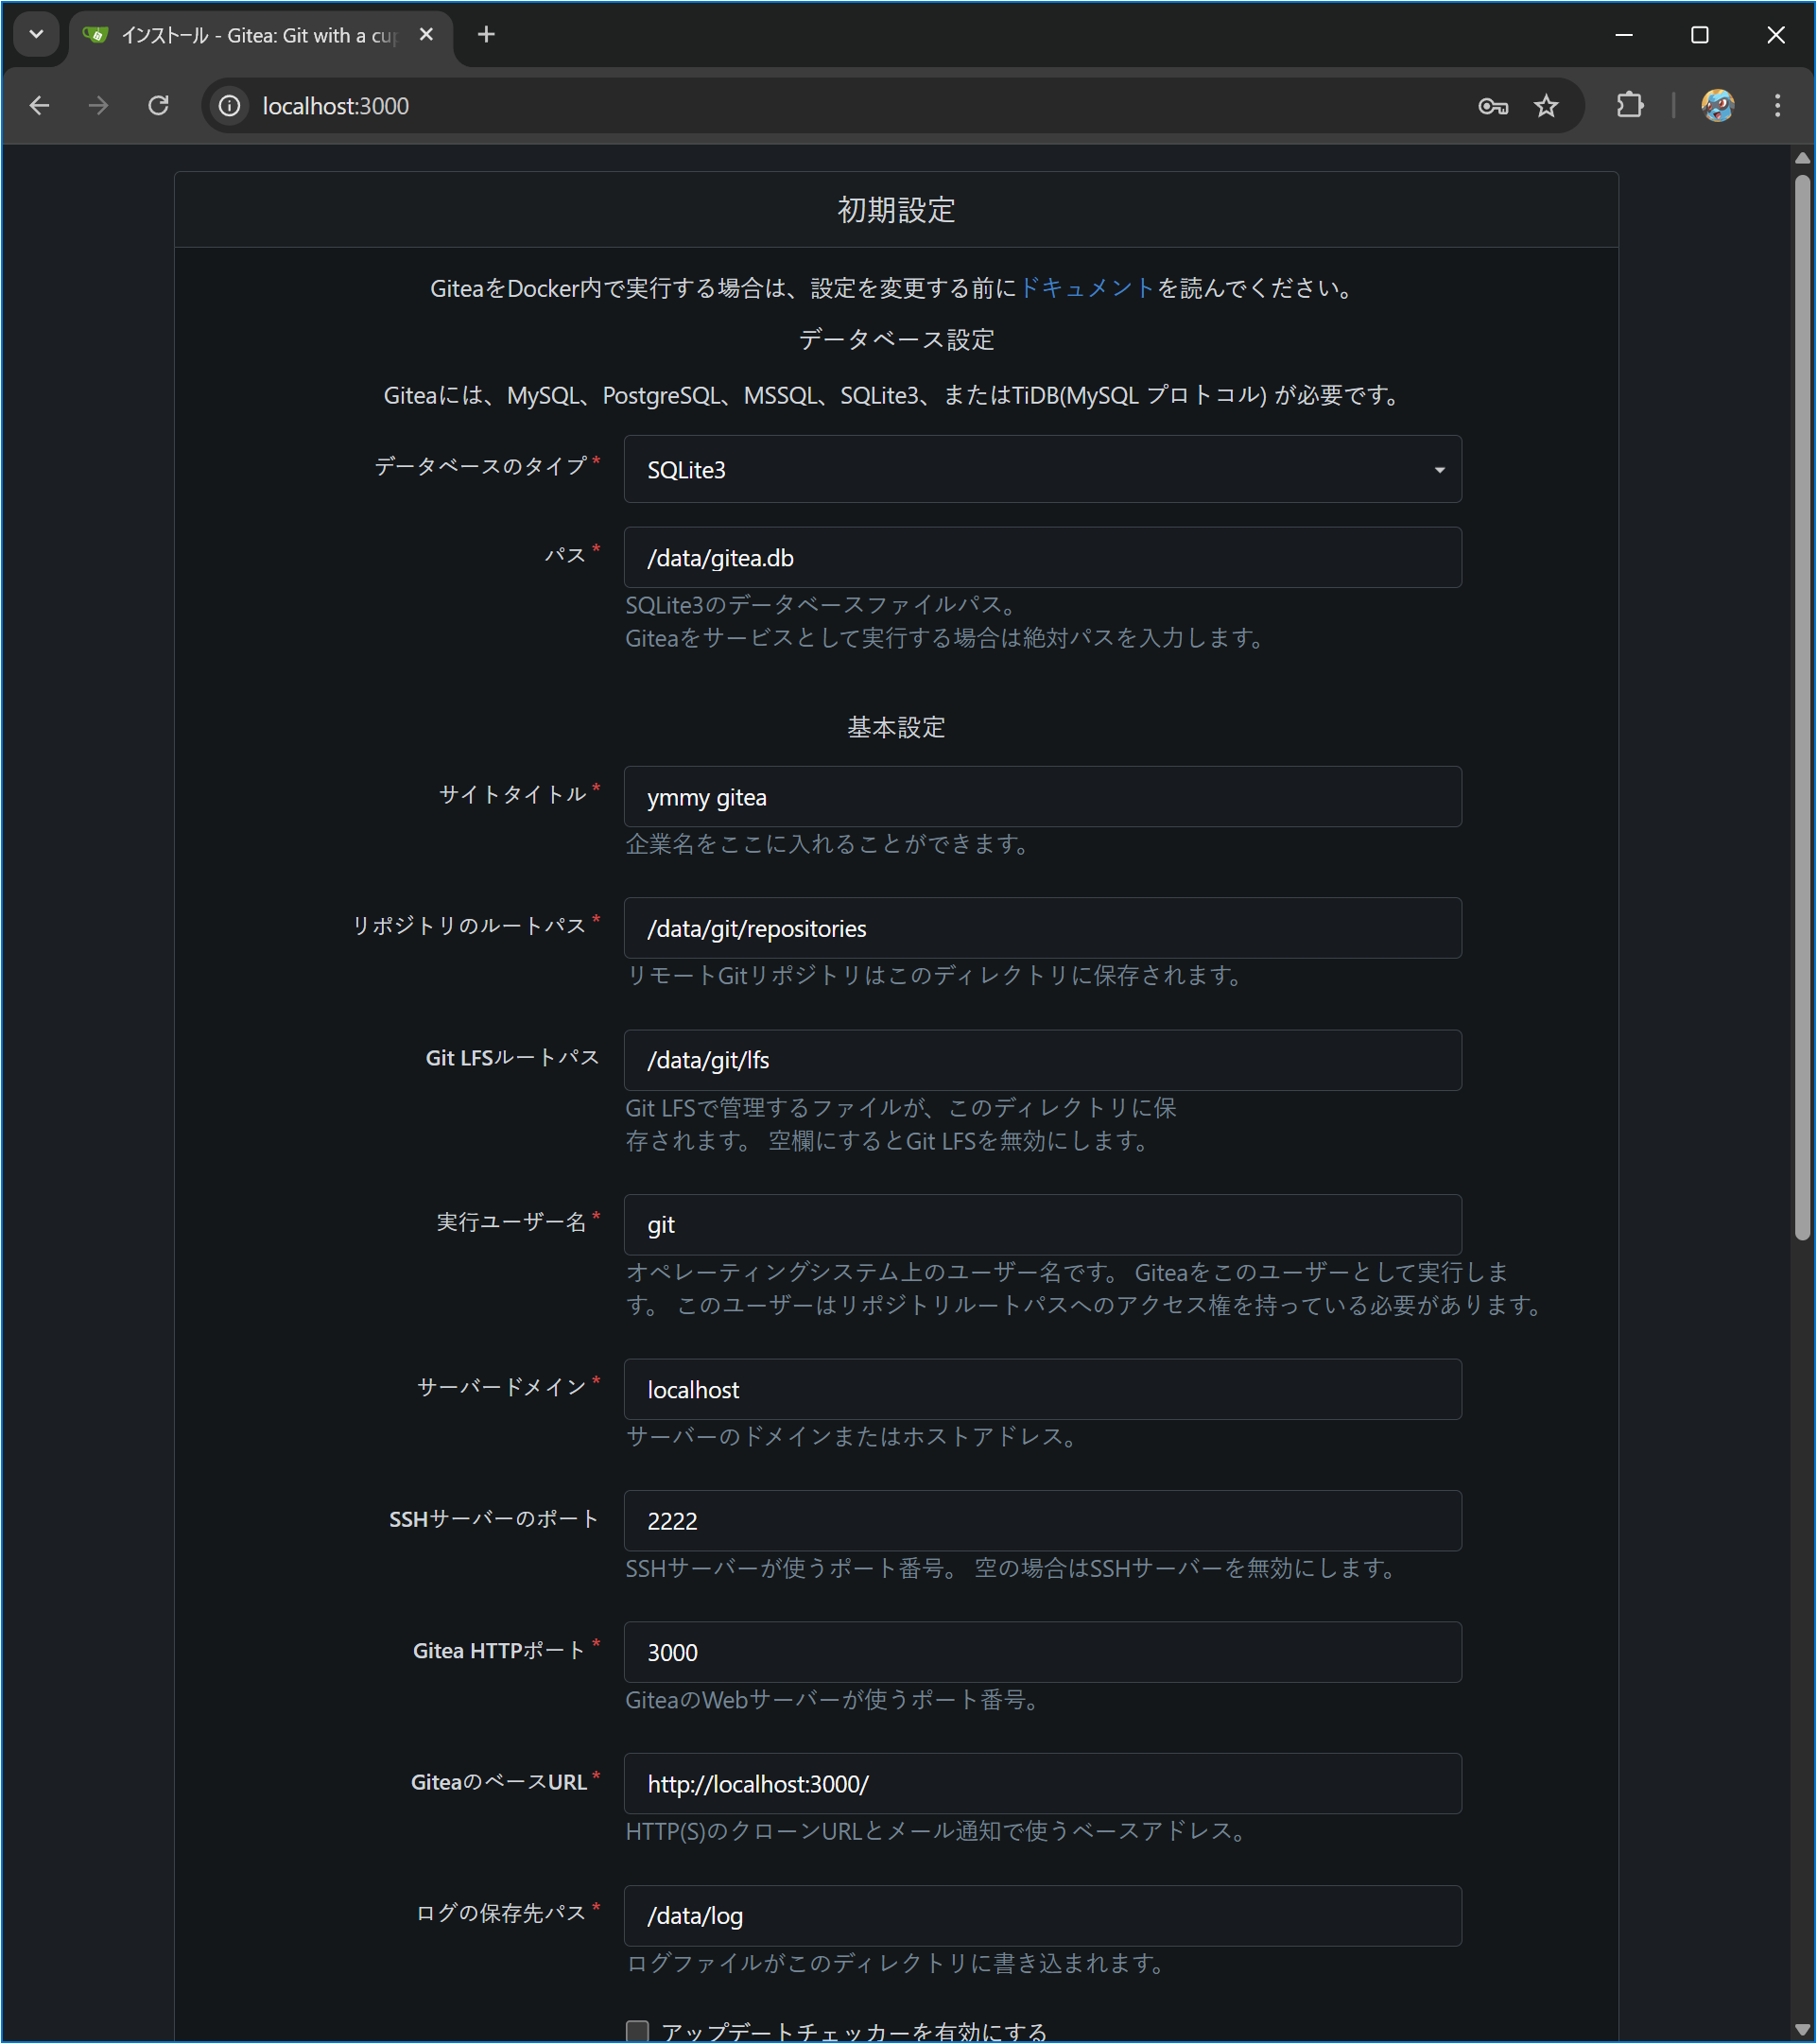 インストール - Gitea: Git with a cup
localhost:3000
初期設定
GiteaをDocker内で実行する場合は、設定を変更する前にドキュメントを読んでください。
データベース設定
Giteaには、MySQL、PostgreSQL、MSSQL、SQLite3、またはTiDB(MySQL プロトコル) が必要です。
データベースのタイプ* SQLite3
パス* /data/gitea.db
SQLite3のデータベースファイルパス。
Giteaをサービスとして実行する場合は絶対パスを入力します。
基本設定
サイトタイトル* ymmy gitea
企業名をここに入れることができます。
リポジトリのルートパス* /data/git/repositories
リモートGitリポジトリはこのディレクトリに保存されます。
Git LFSルートパス /data/git/lfs
Git LFSで管理するファイルが、このディレクトリに保
存されます。 空欄にするとGit LFSを無効にします。
実行ユーザー名* git
オペレーティングシステム上のユーザー名です。 Giteaをこのユーザーとして実行しま
す。 このユーザーはリポジトリルートパスへのアクセス権を持っている必要があります。
サーバードメイン* localhost
サーバーのドメインまたはホストアドレス。
SSHサーバーのポート 2222
SSHサーバーが使うポート番号。 空の場合はSSHサーバーを無効にします。
Gitea HTTPポート* 3000
GiteaのWebサーバーが使うポート番号。
GiteaのベースURL* http://localhost:3000/
HTTP(S)のクローンURLとメール通知で使うベースアドレス。
ログの保存先パス* /data/log
ログファイルがこのディレクトリに書き込まれます。
アップデートチェッカーを有効にする